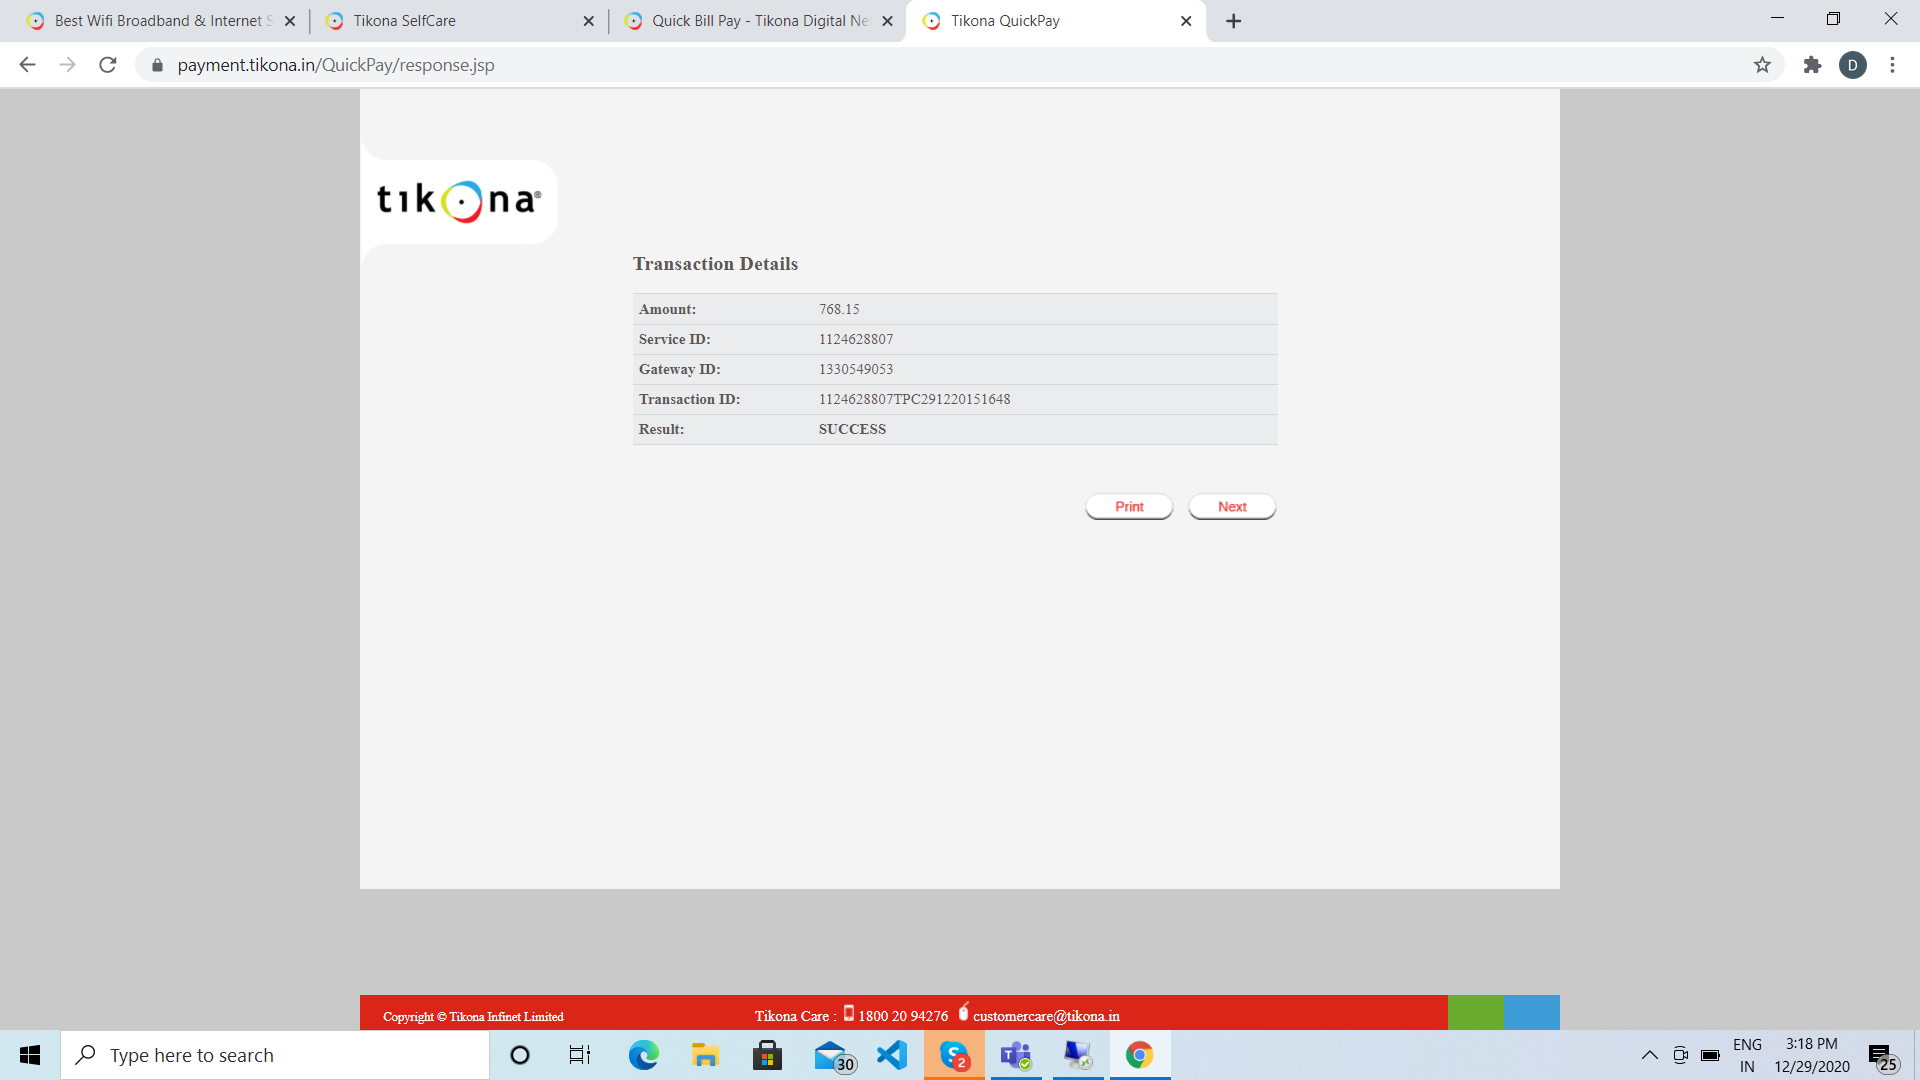 Best Wifi Broadband & Internet S
Tikona SelfCare
Quick Bill Pay - Tikona Digital Ne
Tikona QuickPay
payment.tikona.in/QuickPay/response.jsp
D
tikona®
Transaction Details
Amount: 768.15
Service ID: 1124628807
Gateway ID: 1330549053
Transaction ID: 1124628807TPC291220151648
Result: SUCCESS
Print Next
Copyright © Tikona Infinet Limited
Tikona Care : 1800 20 94276 customercare@tikona.in
Type here to search
30
2
ENG
IN
3:18 PM
12/29/2020
25